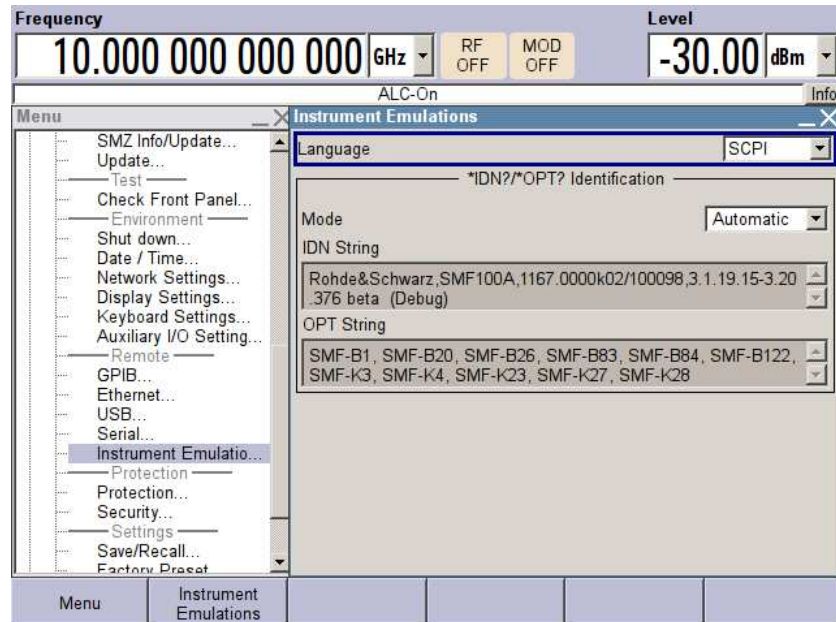 Frequency
Level
10.000 000 000 000 GHz
RF OFF
MOD OFF
-30.00 dBm
ALC-On
Info
Menu
SMZ Info/Update...
Update...
Test
Check Front Panel...
Environment
Shut down...
Date / Time...
Network Settings...
Display Settings...
Keyboard Settings...
Auxiliary I/O Setting...
Remote
GPIB...
Ethernet...
USB...
Serial...
Instrument Emulatio...
Protection
Protection...
Security...
Settings
Save/Recall...
Factory Preset
Instrument Emulations
Language
SCPI
*IDN?/*OPT? Identification
Mode
Automatic
IDN String
Rohde&Schwarz,SMF100A,1167.0000k02/100098,3.1.19.15-3.20
.376 beta (Debug)
OPT String
SMF-B1, SMF-B20, SMF-B26, SMF-B83, SMF-B84, SMF-B122,
SMF-K3, SMF-K4, SMF-K23, SMF-K27, SMF-K28
Menu
Instrument
Emulations